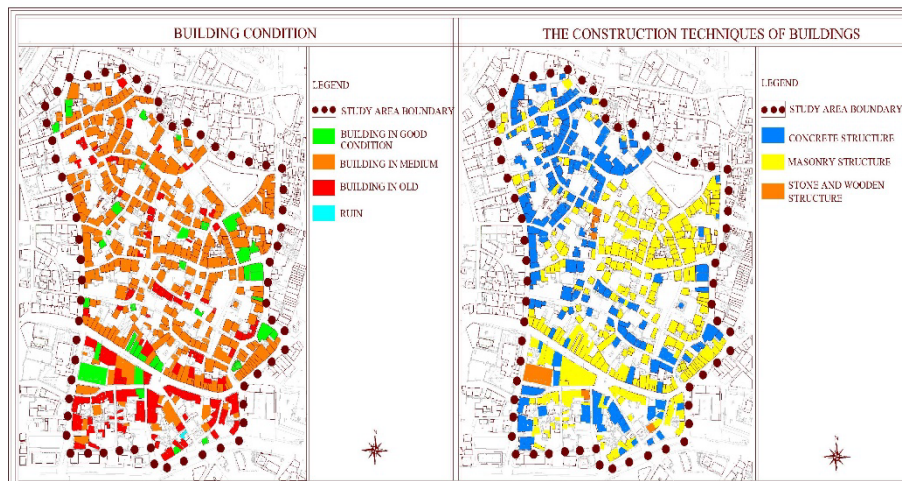 BUILDING CONDITION
LEGEND
STUDY AREA BOUNDARY
BUILDING IN GOOD
CONDITION
BUILDING IN MEDIUM
BUILDING IN OLD
RUIN
THE CONSTRUCTION TECHNIQUES OF BUILDINGS
LEGEND
STUDY AREA BOUNDARY
CONCRETE STRUCTURE
MASONRY STRUCTURE
STONE AND WOODEN
STRUCTURE